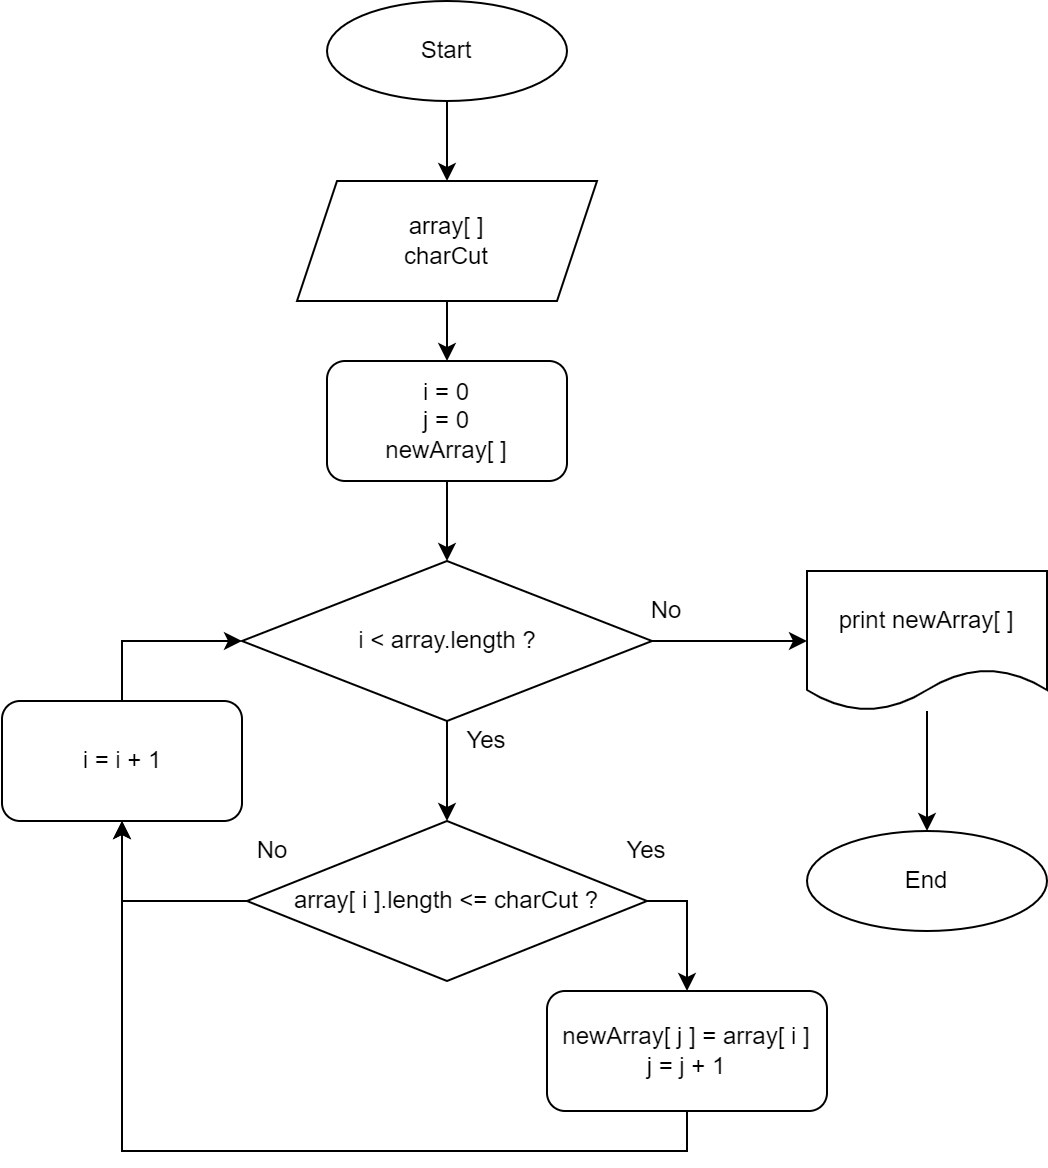 Start
array[ ]
charCut
i = 0
j = 0
newArray[ ]
i < array.length ?
No
print newArray[ ]
Yes
i = i + 1
No
Yes
array[ i ].length <= charCut ?
End
newArray[ j ] = array[ i ]
j = j + 1